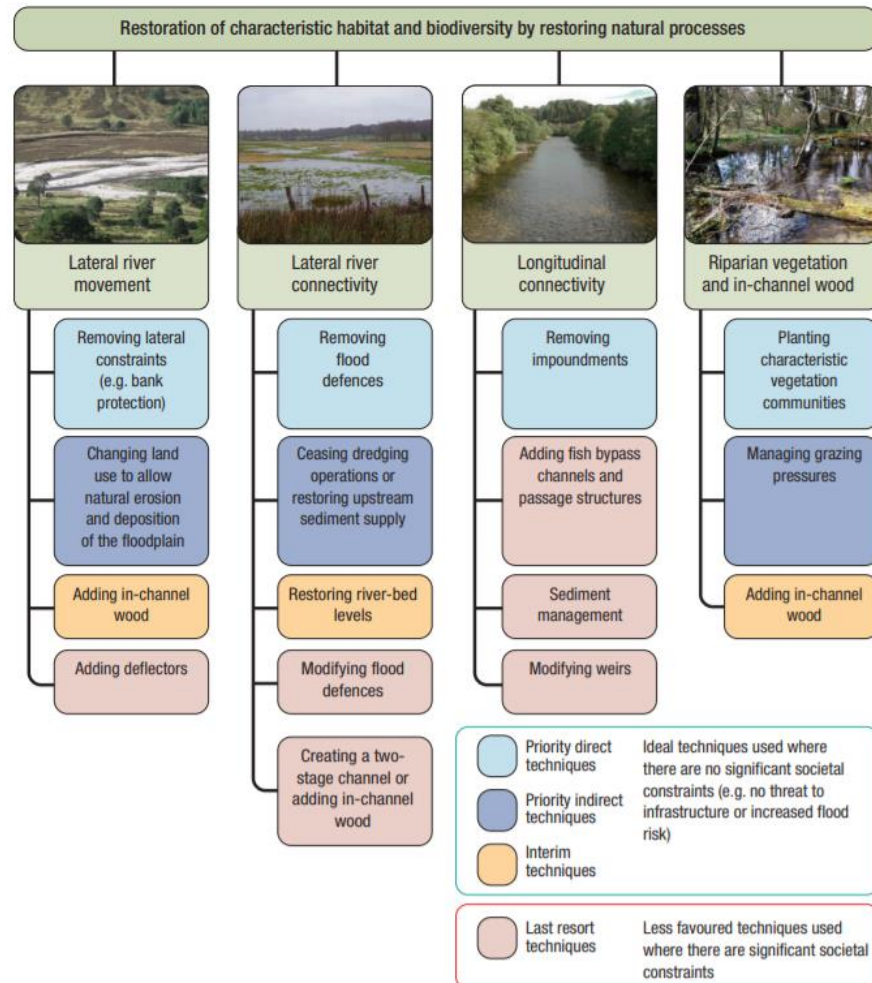 Restoration of characteristic habitat and biodiversity by restoring natural processes
Lateral river
movement
Removing lateral
constraints
(e.g. bank
protection)
Changing land
use to allow
natural erosion
and deposition
of the floodplain
Adding in-channel
wood
Adding deflectors
Lateral river
connectivity
Removing
flood
defences
Ceasing dredging
operations or
restoring upstream
sediment supply
Restoring river-bed
levels
Modifying flood
defences
Creating a two-
stage channel or
adding in-channel
wood
Longitudinal
connectivity
Removing
impoundments
Adding fish bypass
channels and
passage structures
Sediment
management
Modifying weirs
Riparian vegetation
and in-channel wood
Planting
characteristic
vegetation
communities
Managing grazing
pressures
Adding in-channel
wood
Priority direct
techniques
Priority indirect
techniques
Interim
techniques
Ideal techniques used where
there are no significant societal
constraints (e.g. no threat to
infrastructure or increased flood
risk)
Last resort
techniques
Less favoured techniques used
where there are significant societal
constraints